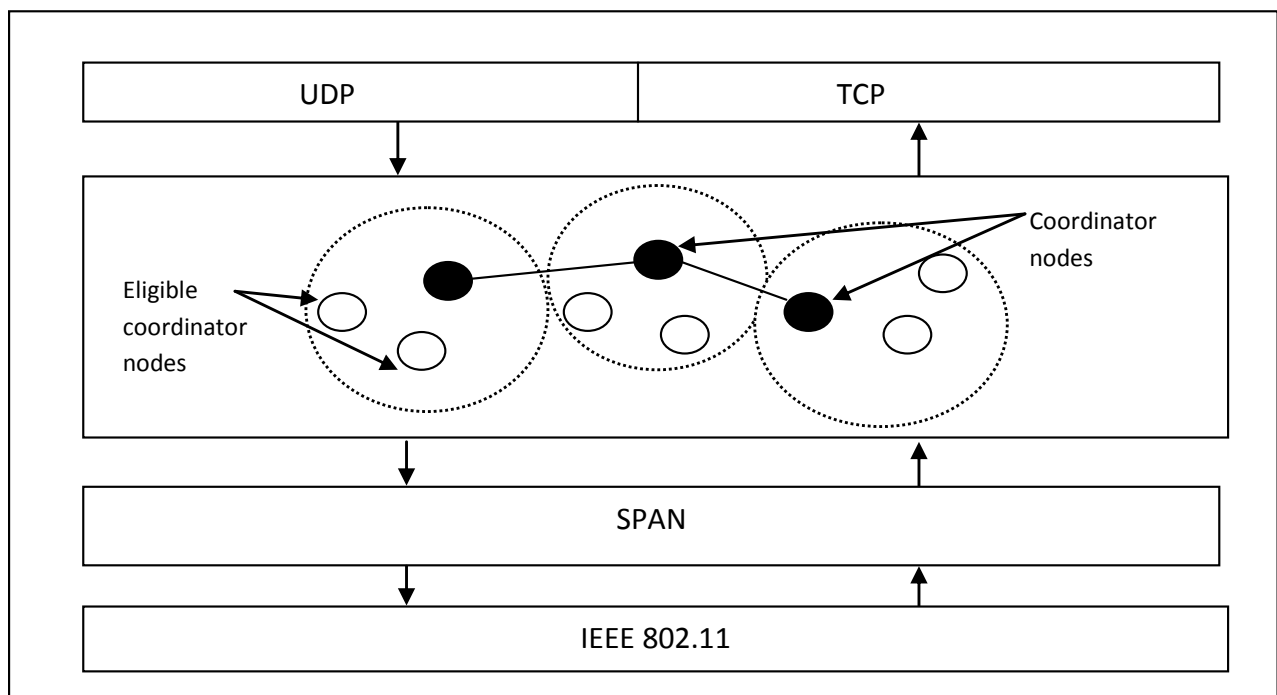 UDP
TCP
Coordinator
nodes
Eligible
coordinator
nodes
SPAN
IEEE 802.11